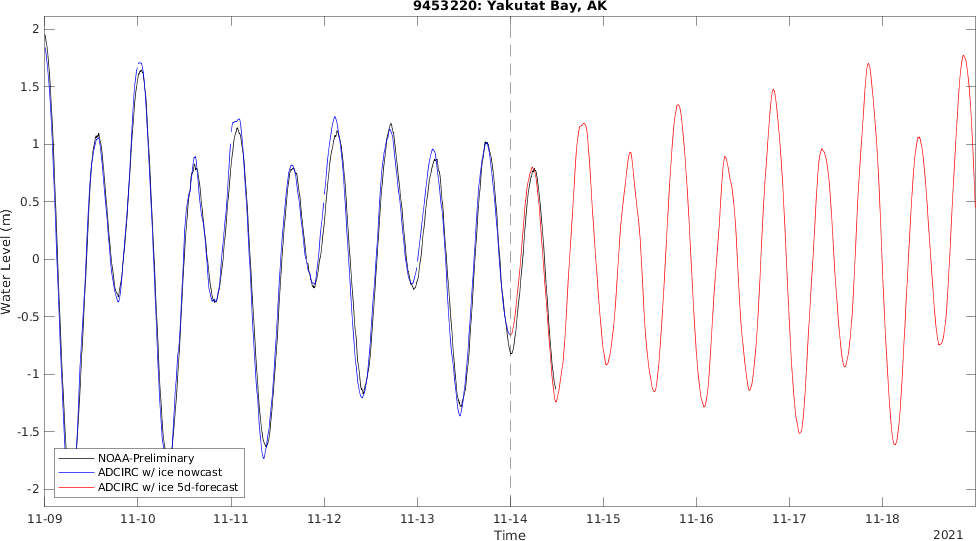 9453220: Yakutat Bay, AK
Water Level (m)
2
1.5
1
0.5
0
-0.5
-1
-1.5
-2
NOAA-Preliminary
ADCIRC w/ ice nowcast
ADCIRC w/ ice 5d-forecast
11-09 11-10 11-11 11-12 11-13 11-14 11-15 11-16 11-17 11-18
Time
2021